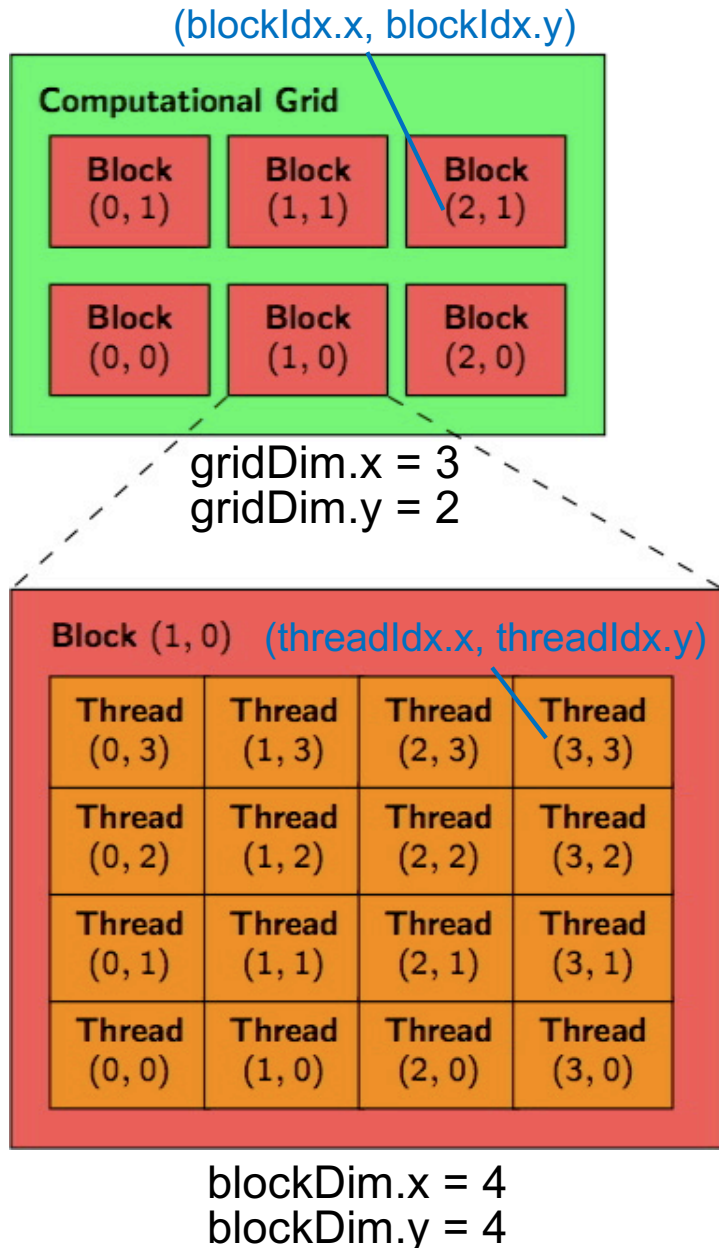 (blockIdx.x, blockIdx.y)
Computational Grid
Block Block Block
(0, 1) (1, 1) (2, 1)
Block Block Block
(0, 0) (1, 0) (2, 0)
gridDim.x = 3
gridDim.y = 2
Block (1, 0) (threadIdx.x, threadIdx.y)
Thread Thread Thread Thread
(0, 3) (1, 3) (2, 3) (3, 3)
Thread Thread Thread Thread
(0, 2) (1, 2) (2, 2) (3, 2)
Thread Thread Thread Thread
(0, 1) (1, 1) (2, 1) (3, 1)
Thread Thread Thread Thread
(0, 0) (1, 0) (2, 0) (3, 0)
blockDim.x = 4
blockDim.y = 4